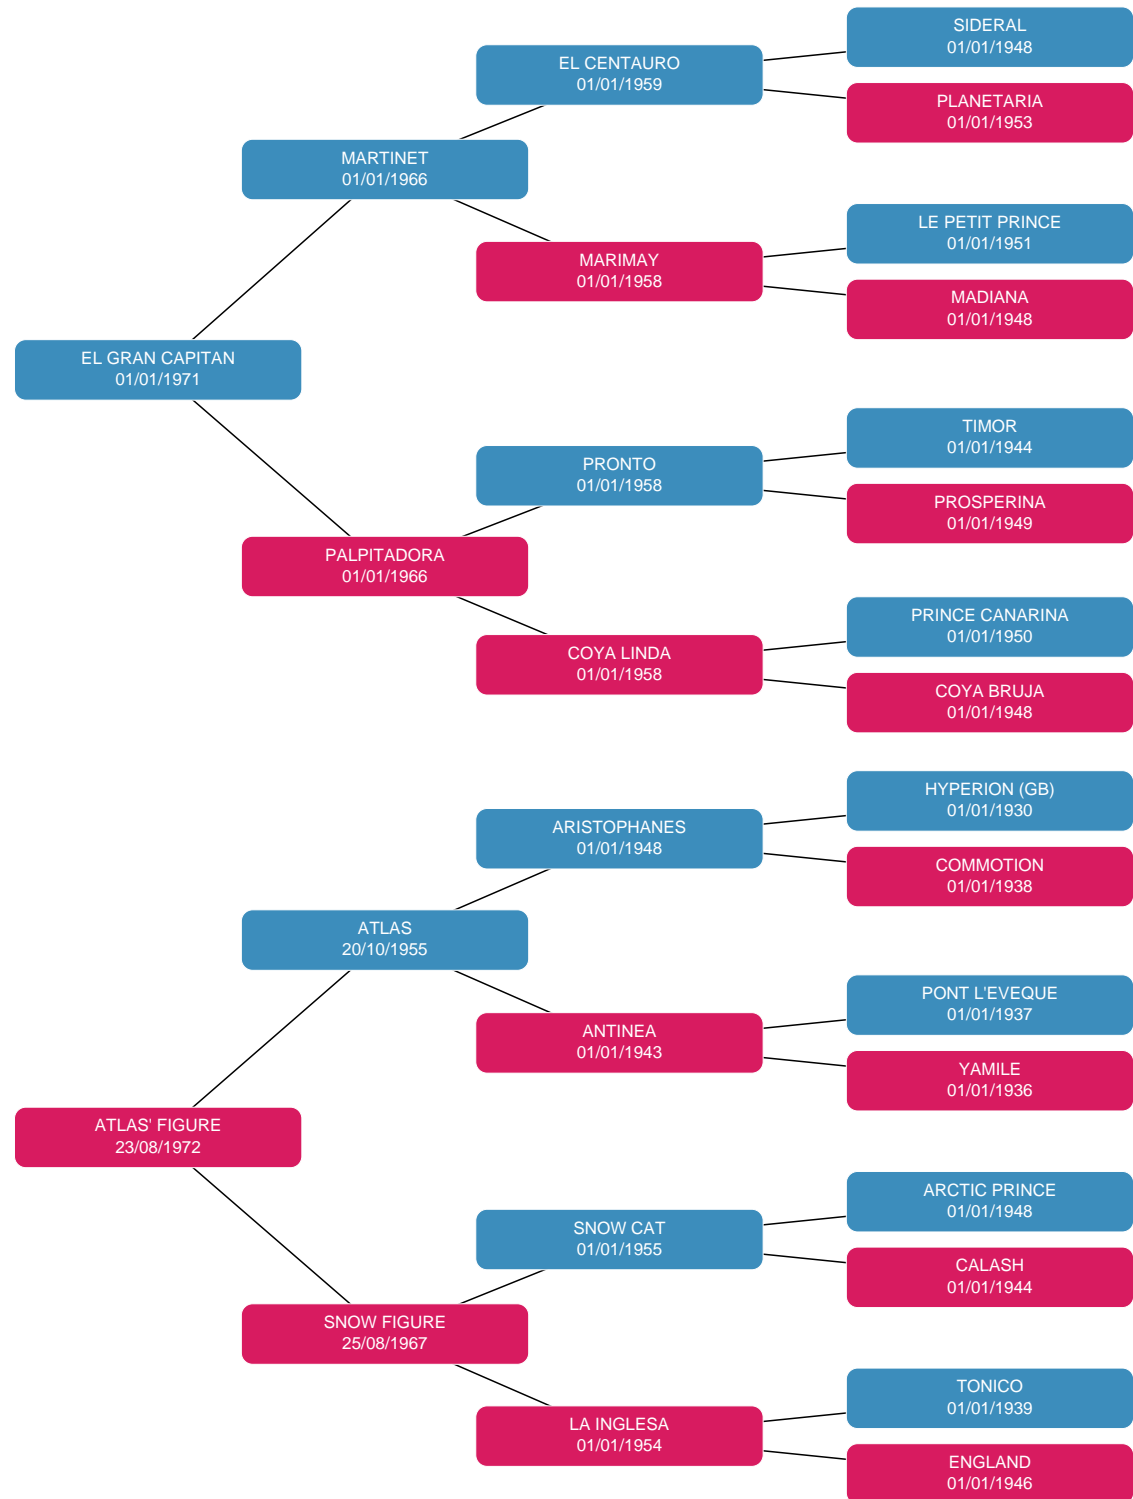 SIDERAL
01/01/1948
EL CENTAURO
01/01/1959
PLANETARIA
01/01/1953
MARTINET
01/01/1966
LE PETIT PRINCE
01/01/1951
MARIMAY
01/01/1958
MADIANA
01/01/1948
EL GRAN CAPITAN
01/01/1971
TIMOR
01/01/1944
PRONTO
01/01/1958
PROSPERINA
01/01/1949
PALPITADORA
01/01/1966
PRINCE CANARINA
01/01/1950
COYA LINDA
01/01/1958
COYA BRUJA
01/01/1948
HYPERION (GB)
01/01/1930
ARISTOPHANES
01/01/1948
COMMOTION
01/01/1938
ATLAS
20/10/1955
PONT L'EVEQUE
01/01/1937
ANTINEA
01/01/1943
YAMILE
01/01/1936
ATLAS' FIGURE
23/08/1972
ARCTIC PRINCE
01/01/1948
SNOW CAT
01/01/1955
CALASH
01/01/1944
SNOW FIGURE
25/08/1967
TONICO
01/01/1939
LA INGLESA
01/01/1954
ENGLAND
01/01/1946